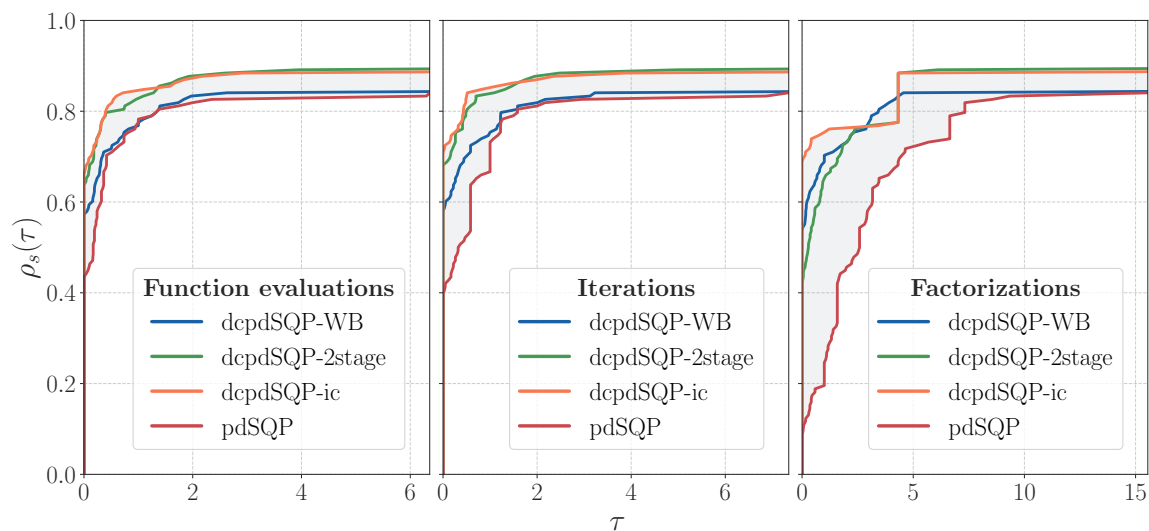 ρₛ(τ)
1.0
0.8
0.6
0.4
0.2
0.0
Function evaluations
dcpdSQP-WB
dcpdSQP-2stage
dcpdSQP-ic
pdSQP
0 2 4 6
Iterations
dcpdSQP-WB
dcpdSQP-2stage
dcpdSQP-ic
pdSQP
0 2 4 6
Factorizations
dcpdSQP-WB
dcpdSQP-2stage
dcpdSQP-ic
pdSQP
0 5 10 15
τ